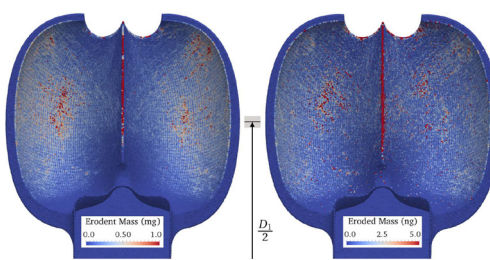 Erodent Mass (mg)
0.0 0.50 1.0
D₁
2
Eroded Mass (ng)
0.0 2.5 5.0